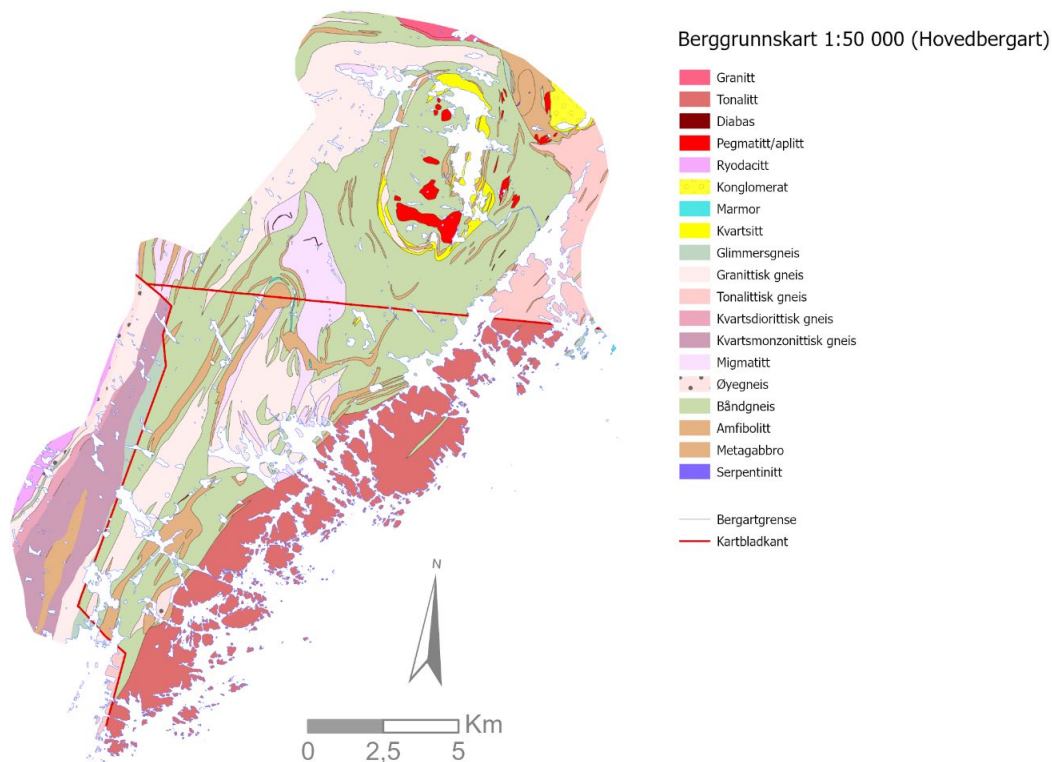 Berggrunnskart 1:50 000 (Hovedbergart)
Granitt
Tonalitt
Diabas
Pegmatitt/aplitt
Ryodacitt
Konglomerat
Marmor
Kvartsitt
Glimmersgneis
Granittisk gneis
Tonalittisk gneis
Kvartsdiorittisk gneis
Kvartsmonzonittisk gneis
Migmatitt
Øyegneis
Båndgneis
Amfibolitt
Metagabbro
Serpentinitt
Bergartgrense
Kartbladkant
N
Km
0 2,5 5